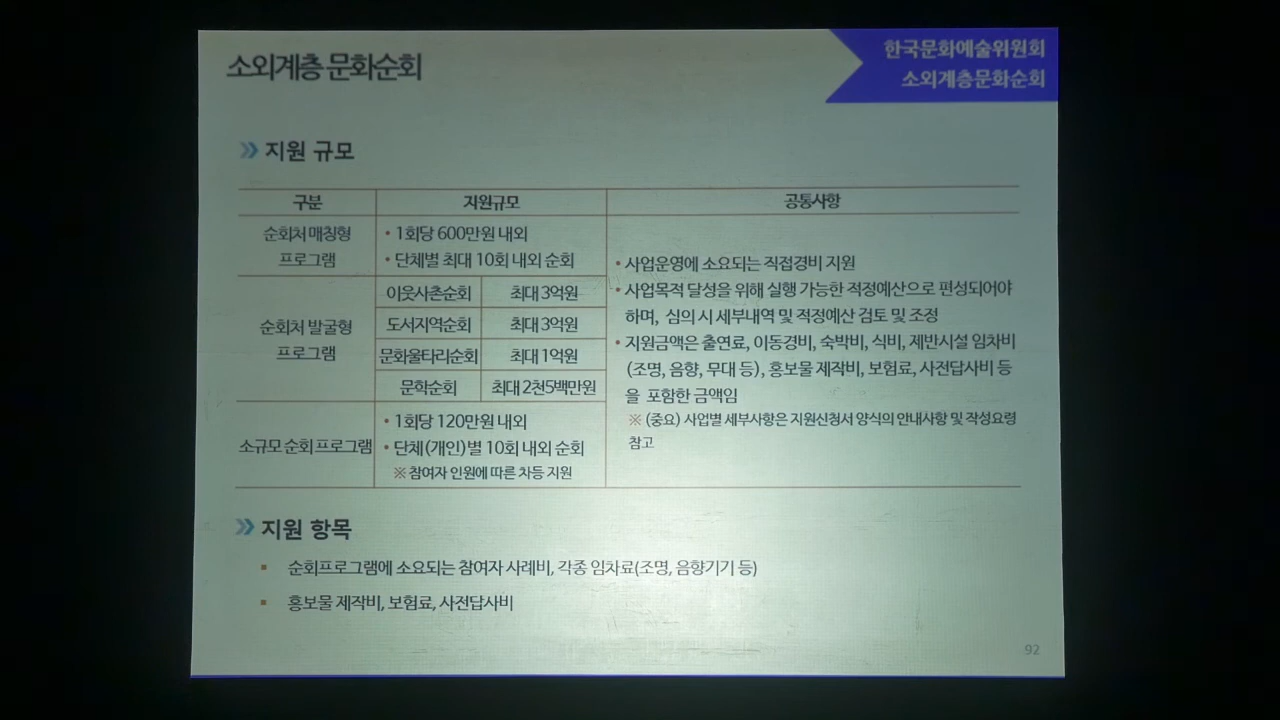 소외계층 문화순회
한국문화예술위원회
소외계층문화순회
지원 규모
구분
지원규모
공통사항
순회처 매칭형
프로그램
• 1회당 600만원 내외
• 단체별 최대 10회 내외 순회
순회처 발굴형
프로그램
이웃사촌순회
최대 3억원
도서지역순회
최대 3억원
문화울타리순회
최대 1억원
문학순회
최대 2천5백만원
소규모 순회 프로그램
• 1회당 120만원 내외
• 단체(개인)별 10회 내외 순회
※ 참여자 인원에 따른 차등 지원
• 사업운영에 소요되는 직접경비 지원
• 사업목적 달성을 위해 실행 가능한 적정예산으로 편성되어야
하며, 심의 시 세부내역 및 적정예산 검토 및 조정
• 지원금액은 출연료, 이동경비, 숙박비, 식비, 제반시설 임차비
(조명, 음향, 무대 등), 홍보물 제작비, 보험료, 사전답사비 등
을 포함한 금액임
※ (중요) 사업별 세부사항은 지원신청서 양식의 안내사항 및 작성요령
참고
지원 항목
▪ 순회프로그램에 소요되는 참여자 사례비, 각종 임차료(조명, 음향기기 등)
▪ 홍보물 제작비, 보험료, 사전답사비
92